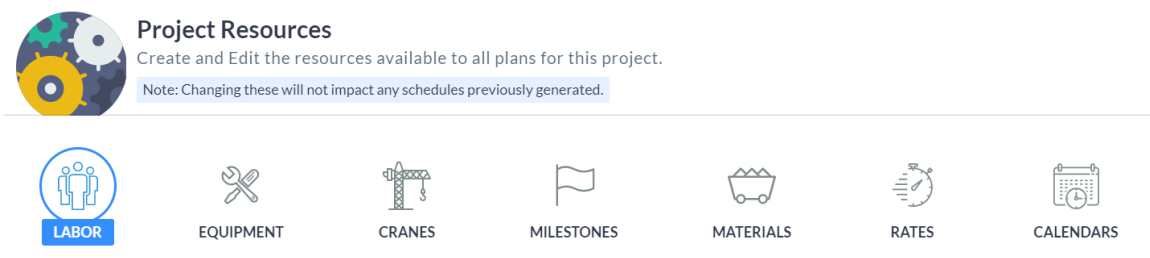 Project Resources
Create and Edit the resources available to all plans for this project.
Note: Changing these will not impact any schedules previously generated.
LABOR EQUIPMENT CRANES MILESTONES MATERIALS RATES CALENDARS